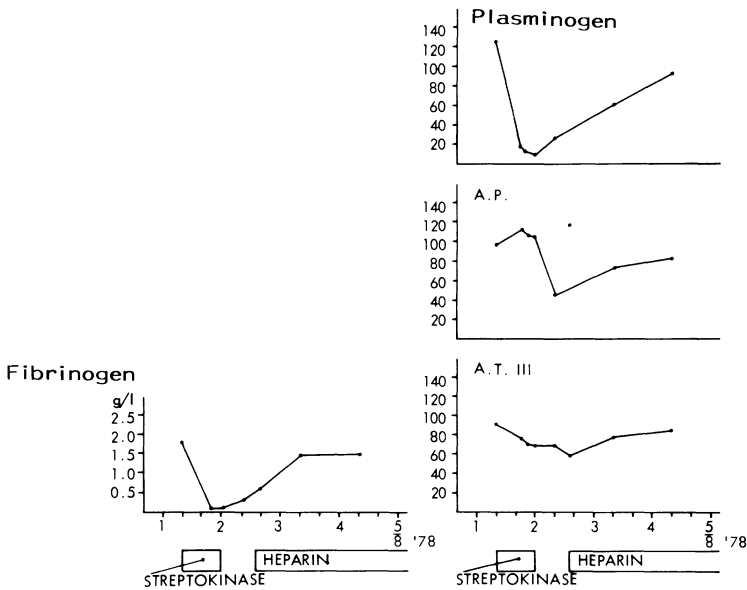 Plasminogen
140
120
100
80
60
40
20
A.P.
140
120
100
80
60
40
20
Fibrinogen
g/l
2.5
2.0
1.5
1.0
0.5
1 2 3 4 5/8 '78
HEPARIN
STREPTOKINASE
A.T. III
140
120
100
80
60
40
20
1 2 3 4 5/8 '78
HEPARIN
STREPTOKINASE